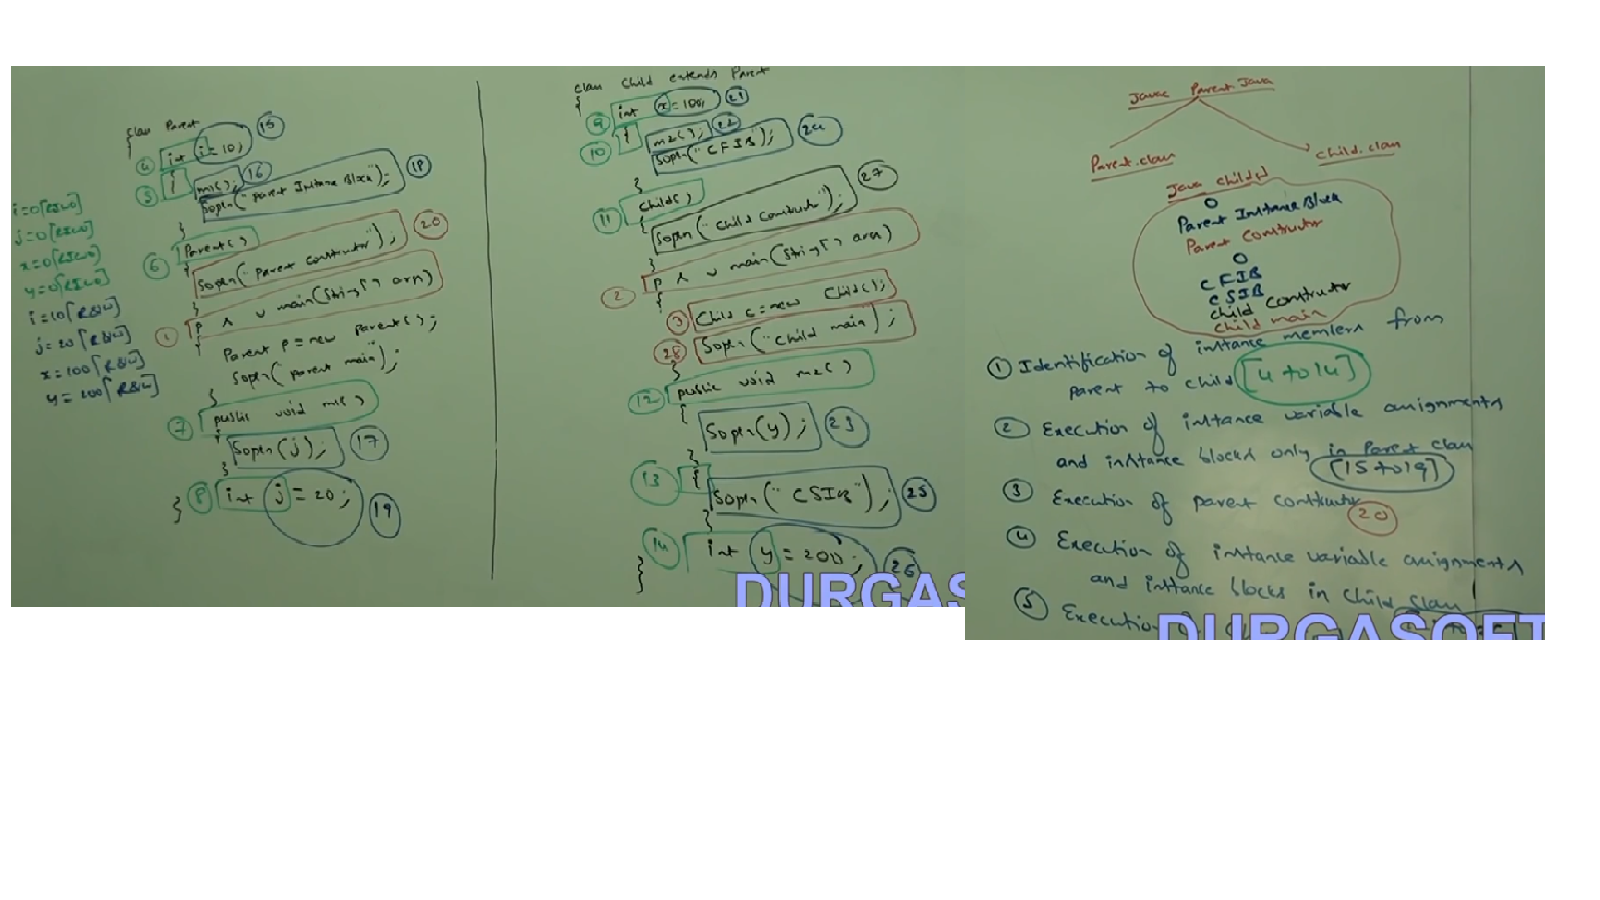 class Parent
{
4 int i = 10; 15
5 { m1(); 16
Sopln("Parent Instance Block"); 18
}
6 Parent()
{
Sopln("Parent Constructor"); 20
}
1 p s v main(String[] args)
{
Parent p = new Parent();
Sopln("parent main");
}
7 public void m1()
{
Sopln(j); 17
}
8 int j = 20; 19
}
i=0[RIWO]
j=0[RIWO]
x=0[RIWO]
y=0[RIWO]
i=10[R&W]
j=20[R&W]
x=100[R&W]
y=200[R&W]
class Child extends Parent
{
9 int x = 100; 21
10 { m2(); 22
Sopln("CFIB"); 24
}
11 Child()
{
Sopln("Child Constructor"); 27
}
2 p s v main(String[] args)
{
3 Child c = new Child();
28 Sopln("Child main");
}
12 public void m2()
{
Sopln(y); 23
}
13 {
Sopln("CSIB"); 25
}
14 int y = 200; 26
}
Javac Parent.Java
Parent.class
Child.class
Java Child↵
0
Parent Instance Block
Parent Constructor
0
CFIB
CSIB
Child Constructor
Child main
1 Identification of instance members from
parent to child [4 to 14]
2 Execution of instance variable assignments
and instance blocks only in Parent class
[15 to 19]
3 Execution of parent constructor
20
4 Execution of instance variable assignments
and instance blocks in Child class
5 Execution of
DURGAS
DURGASOFT